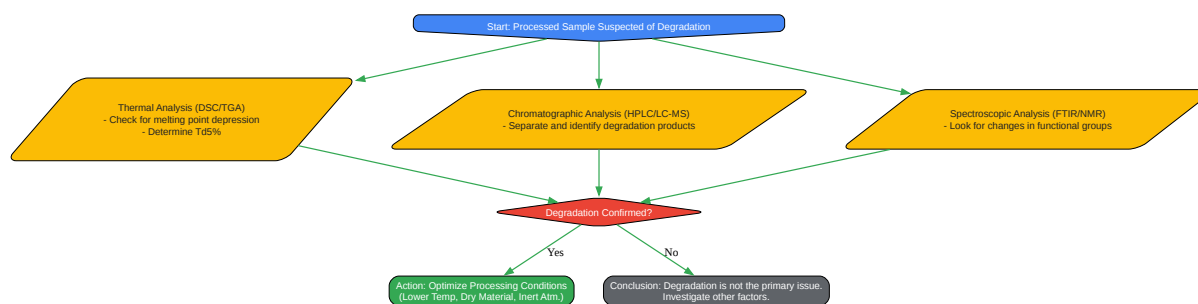 Start: Processed Sample Suspected of Degradation
Thermal Analysis (DSC/TGA)
- Check for melting point depression
- Determine Td5%
Chromatographic Analysis (HPLC/LC-MS)
- Separate and identify degradation products
Spectroscopic Analysis (FTIR/NMR)
- Look for changes in functional groups
Degradation Confirmed?
Yes
No
Action: Optimize Processing Conditions
(Lower Temp, Dry Material, Inert Atm.)
Conclusion: Degradation is not the primary issue.
Investigate other factors.